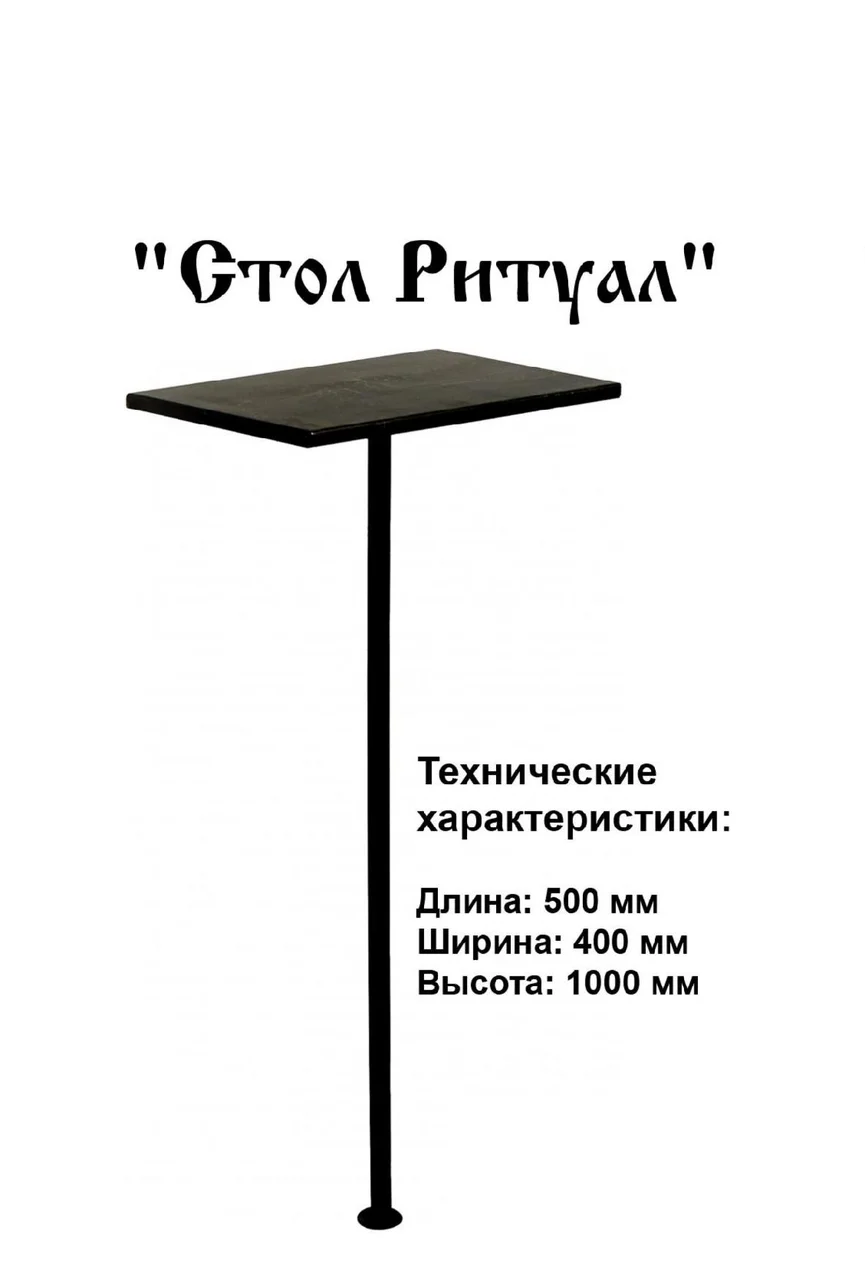 "Стол Ритуал"
Технические
характеристики:
Длина: 500 мм
Ширина: 400 мм
Высота: 1000 мм